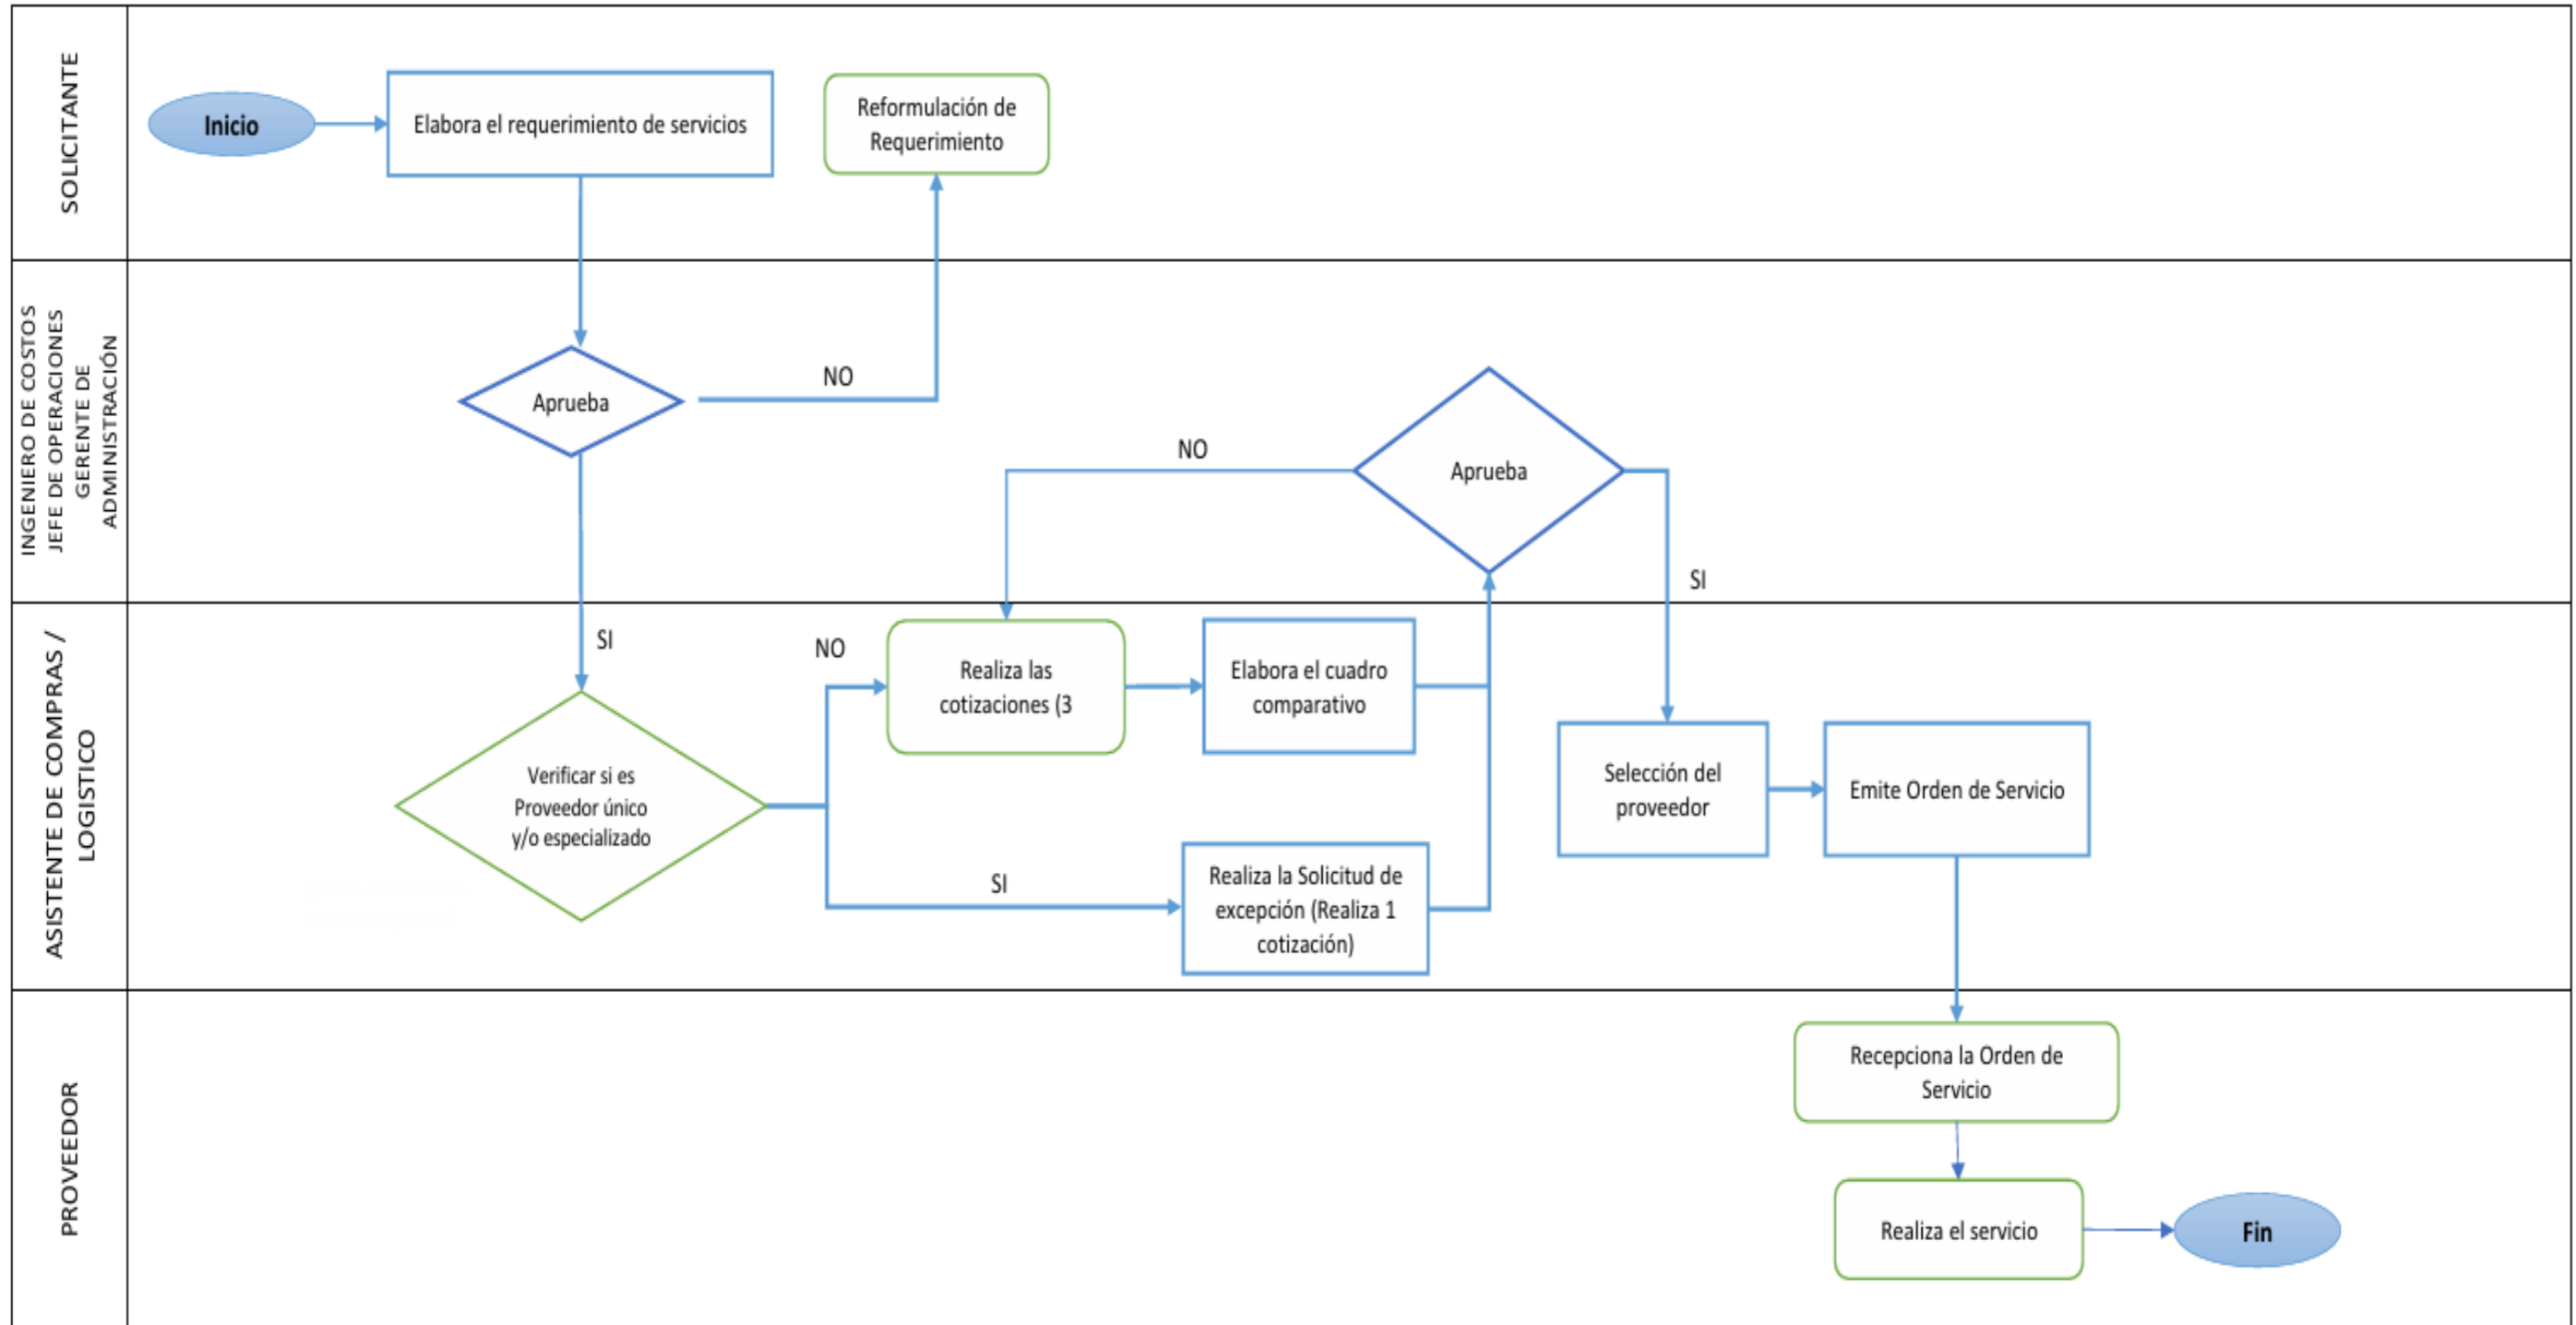 SOLICITANTE
Inicio
Elabora el requerimiento de servicios
Reformulación de
Requerimiento
INGENIERO DE COSTOS
JEFE DE OPERACIONES
GERENTE DE
ADMINISTRACIÓN
Aprueba
NO
NO
Aprueba
SI
ASISTENTE DE COMPRAS /
LOGISTICO
SI
Verificar si es
Proveedor único
y/o especializado
NO
Realiza las
cotizaciones (3
Elabora el cuadro
comparativo
SI
Realiza la Solicitud de
excepción (Realiza 1
cotización)
Selección del
proveedor
Emite Orden de Servicio
PROVEEDOR
Recepciona la Orden de
Servicio
Realiza el servicio
Fin